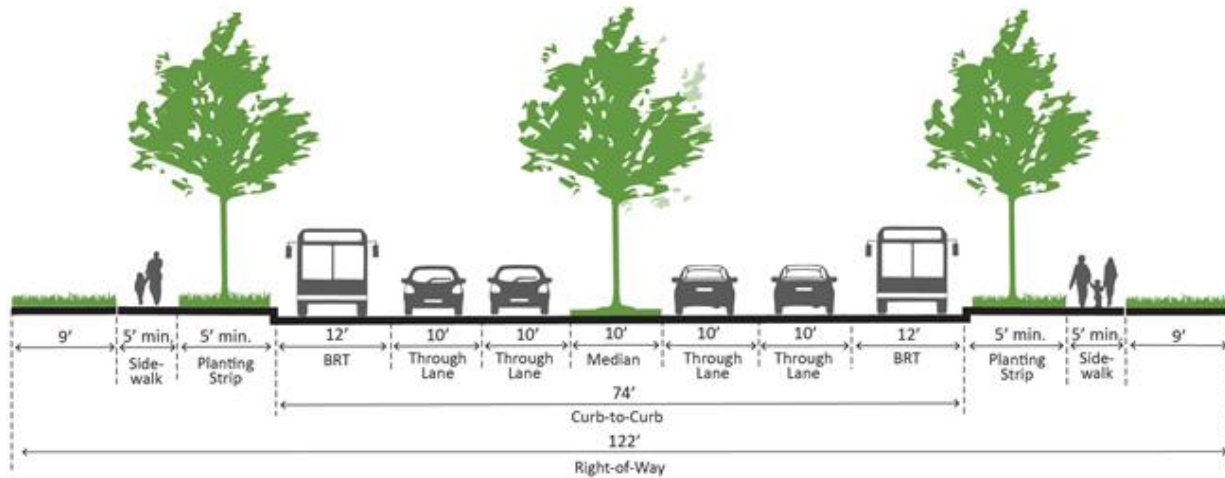 9’ 5’ min. 5’ min. 12’ 10’ 10’ 10’ 10’ 10’ 12’ 5’ min. 5’ min. 9’
Side- Planting BRT Through Through Median Through Through BRT Planting Side-
walk Strip Lane Lane Lane Lane Strip walk
74’
Curb-to-Curb
122’
Right-of-Way